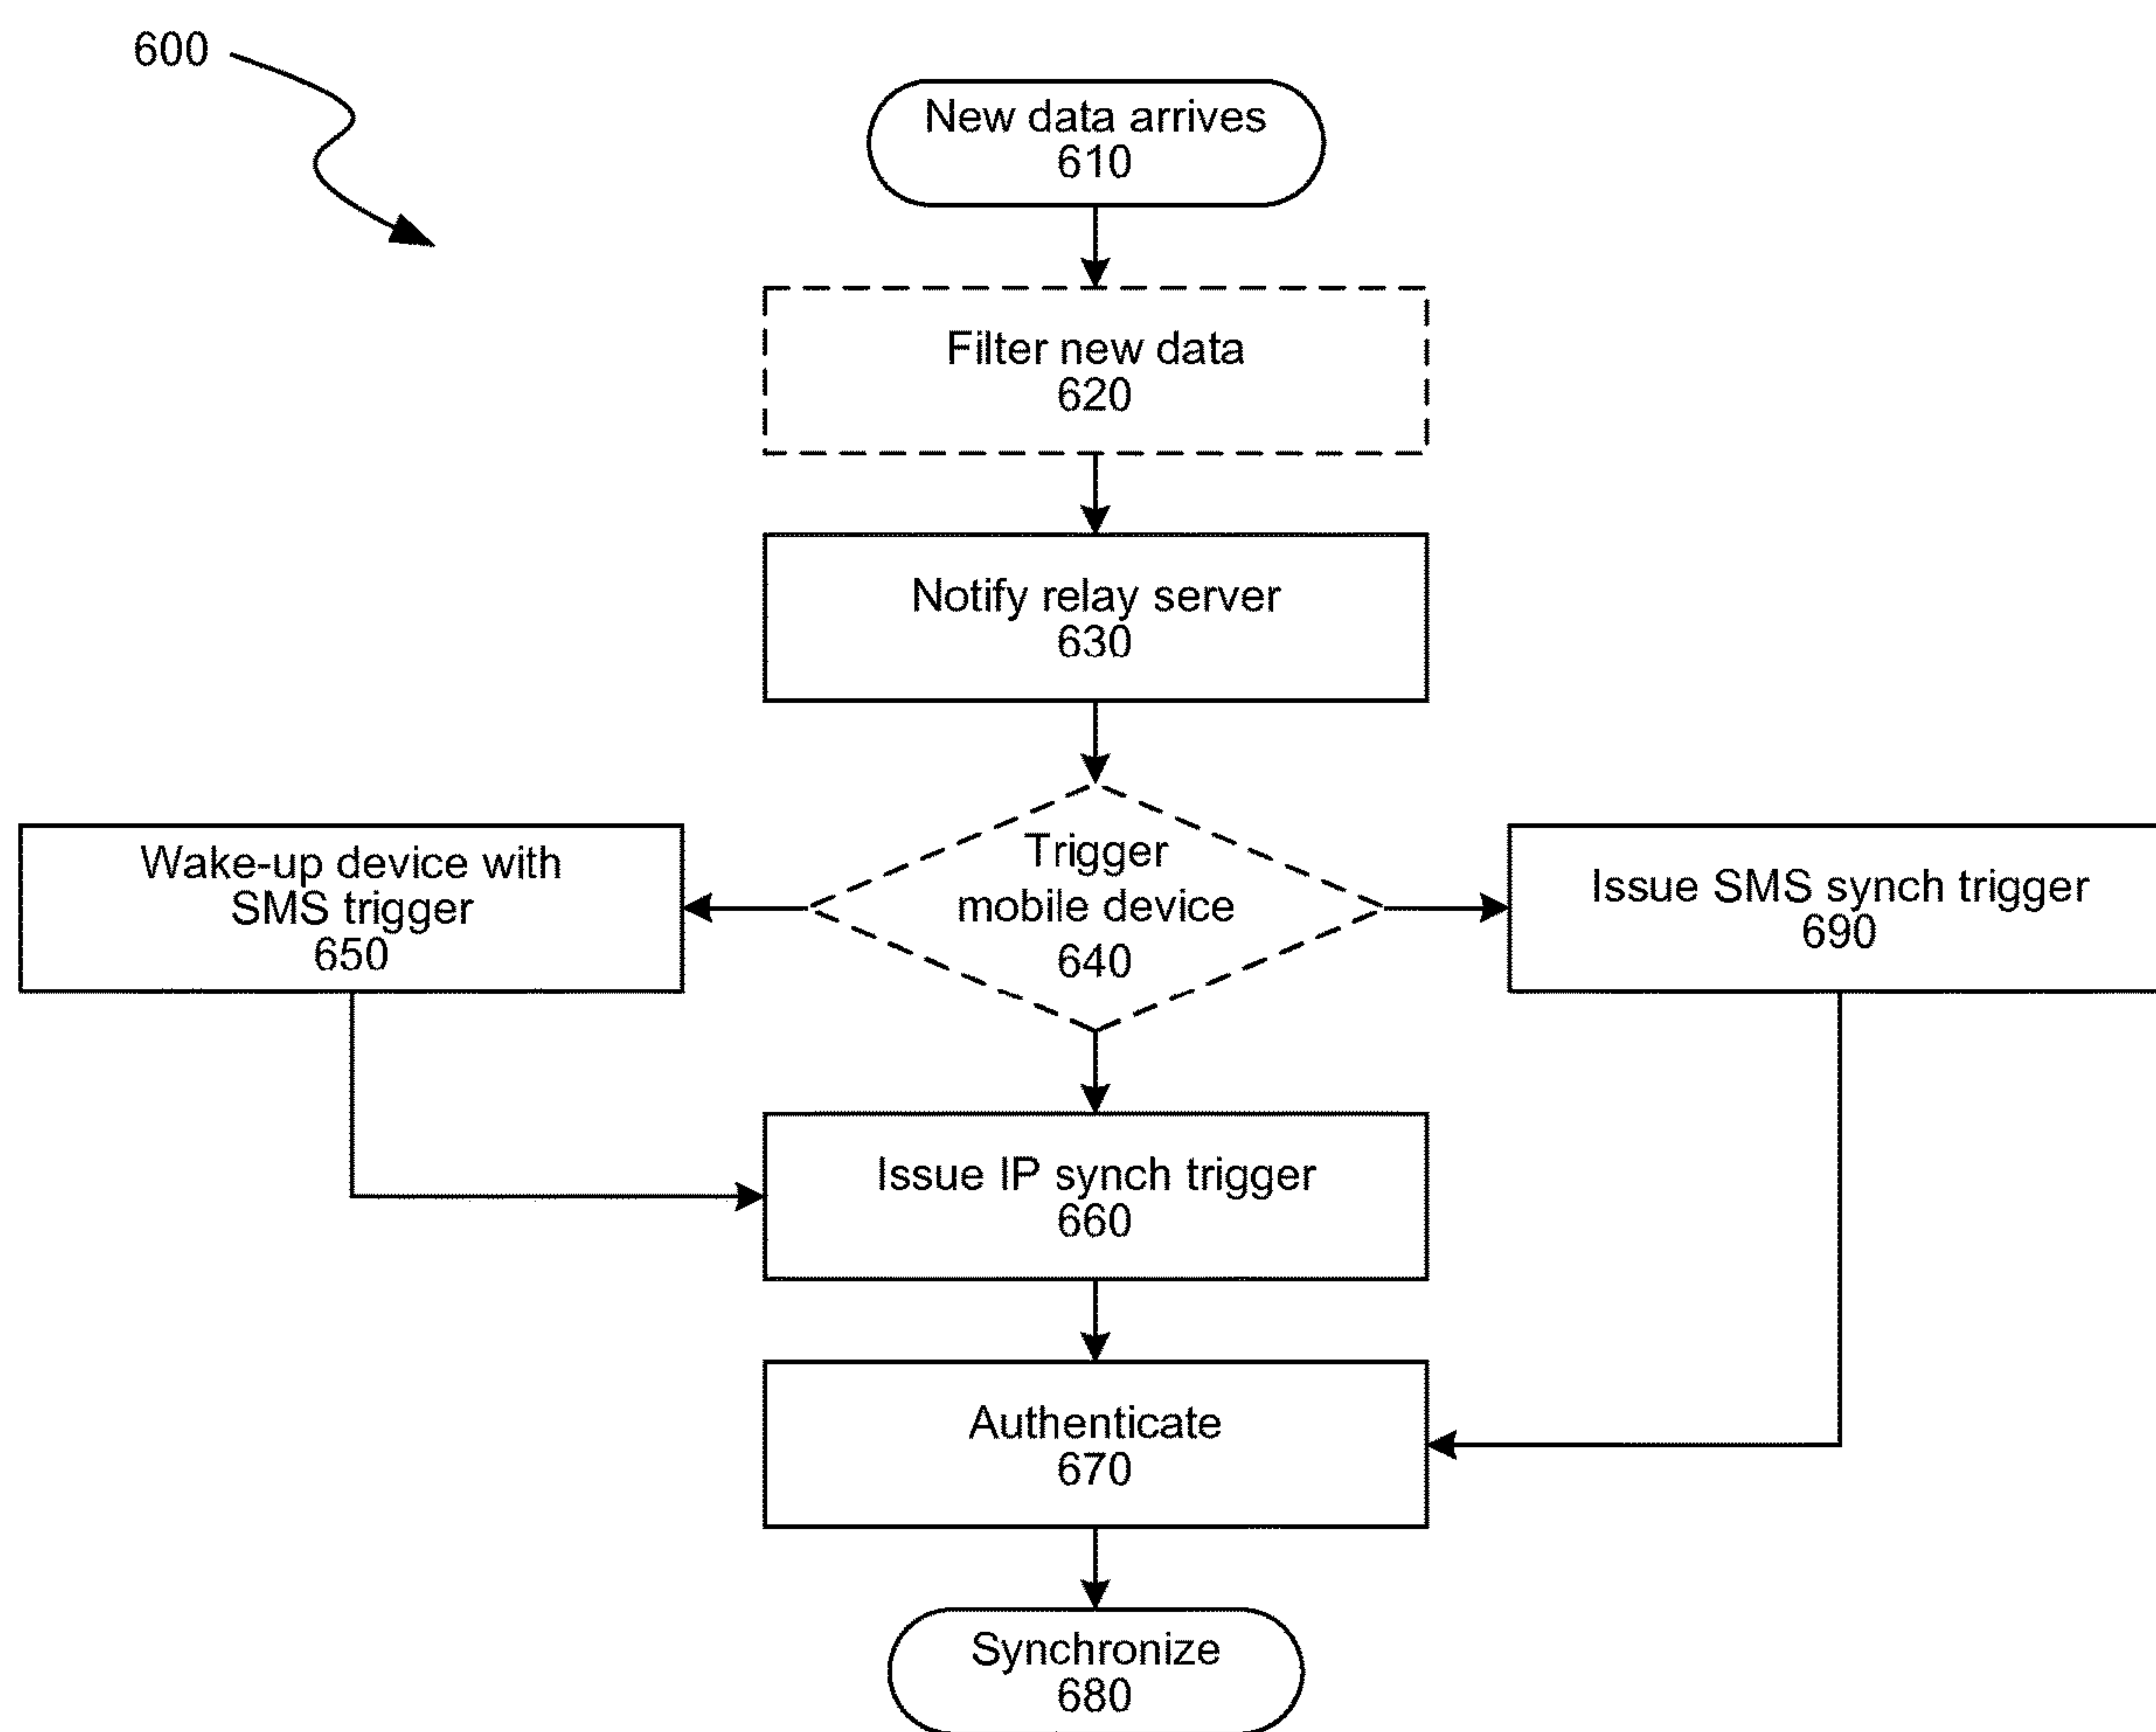 600
New data arrives
610
Filter new data
620
Notify relay server
630
Wake-up device with
SMS trigger
650
Trigger
mobile device
640
Issue SMS synch trigger
690
Issue IP synch trigger
660
Authenticate
670
Synchronize
680